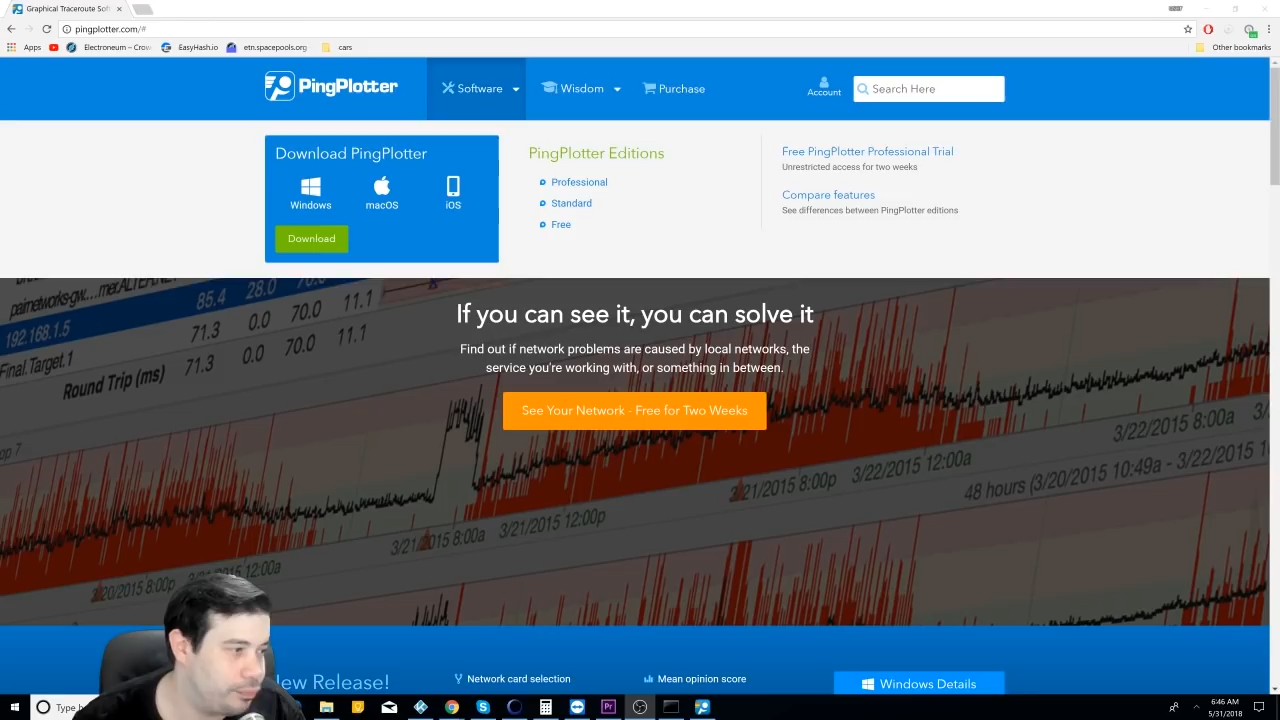 Graphical Traceroute Sof
pingplotter.com/#
Apps
Electroneum – Crow
EasyHash.io
etn.spacepools.org
cars
Other bookmarks
PingPlotter
Software
Wisdom
Purchase
Account
Search Here
Download PingPlotter
Windows
macOS
iOS
Download
PingPlotter Editions
Professional
Standard
Free
Free PingPlotter Professional Trial
Unrestricted access for two weeks
Compare features
See differences between PingPlotter editions
85.4 28.0 70.0 11.1
192.168.1.5
71.3 0.0 70.0 11.1
Final.Target.1
71.3 0.0 70.0 11.1
Round Trip (ms)
If you can see it, you can solve it
Find out if network problems are caused by local networks, the
service you're working with, or something in between.
See Your Network - Free for Two Weeks
3/22/2015 8:00a
3/22/2015 12:00a
3/21/2015 8:00p
48 hours (3/20/2015 10:49a - 3/22/2015
3/21/2015 12:00p
3/21/2015 8:00a
3/20/2015 8:00p
3/21/2015 12:00a
New Release!
Network card selection
Mean opinion score
Windows Details
Type
6:46 AM
5/31/2018